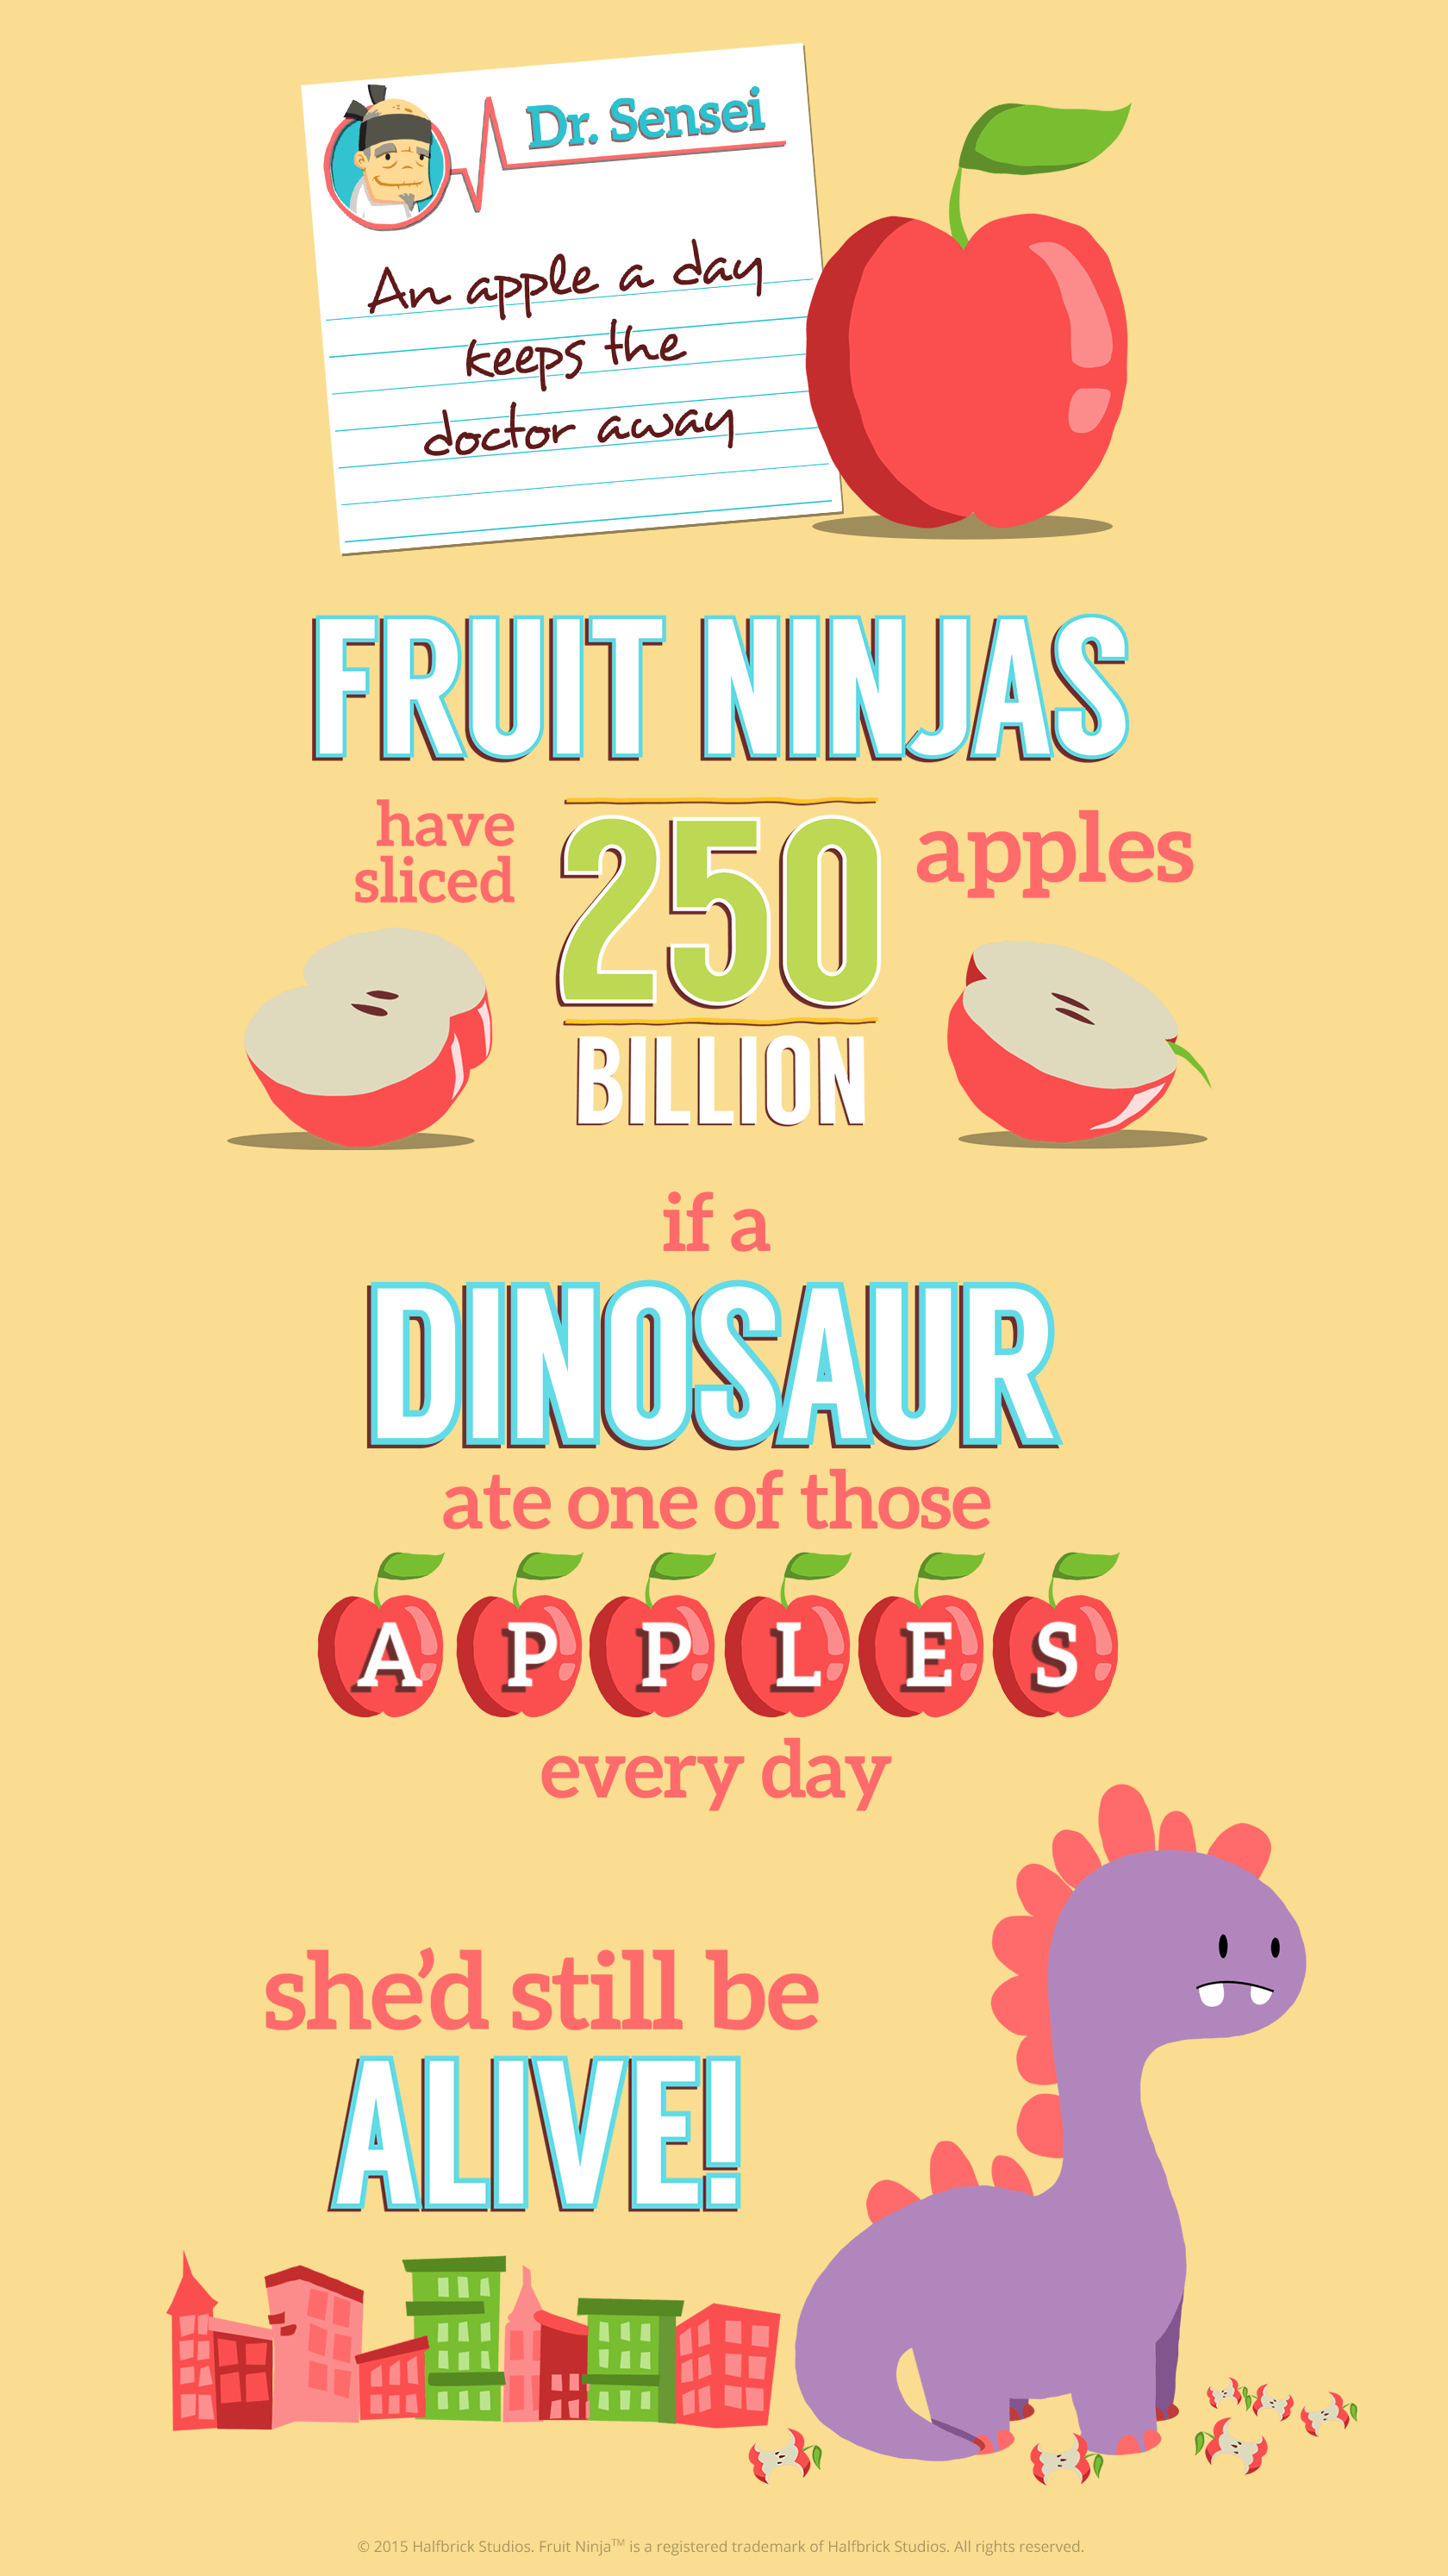 Dr. Sensei
An apple a day
keeps the
doctor away
FRUIT NINJAS
have
sliced
250
BILLION
apples
if a
DINOSAUR
ate one of those
APPLES
every day
she'd still be
ALIVE!
© 2015 Halfbrick Studios. Fruit Ninja™ is a registered trademark of Halfbrick Studios. All rights reserved.